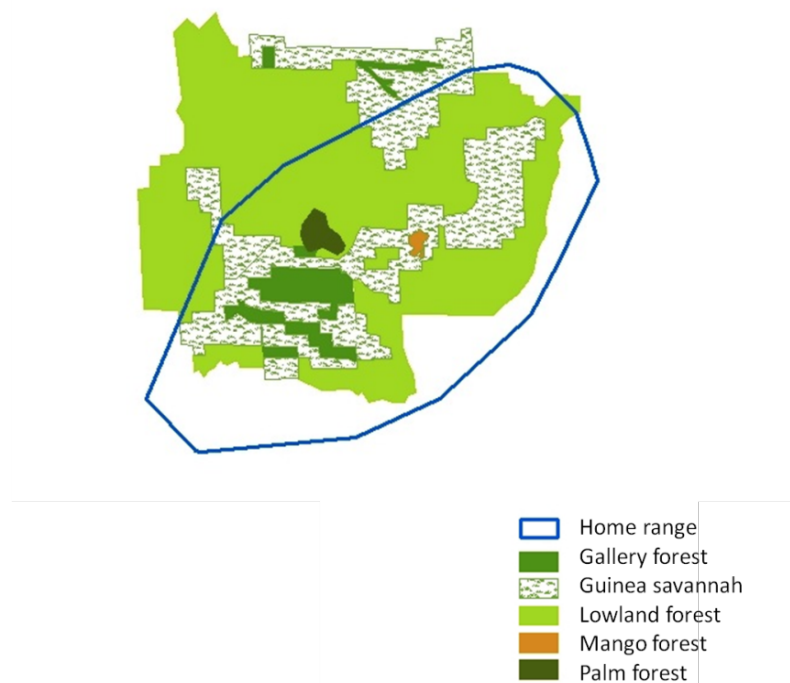 Home range
Gallery forest
Guinea savannah
Lowland forest
Mango forest
Palm forest